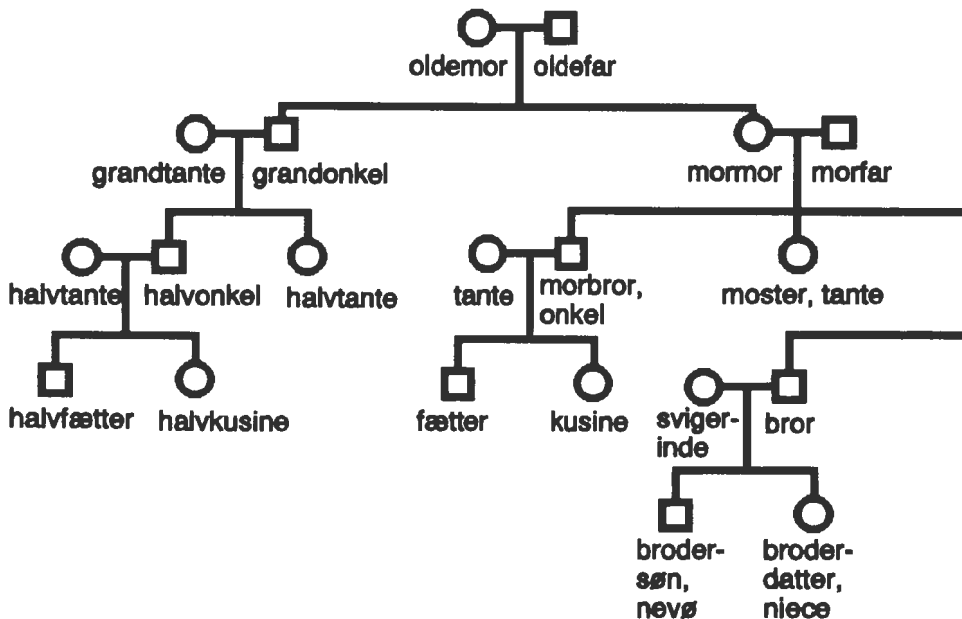 oldemor oldefar
grandtante grandonkel mormor morfar
halvtante halvonkel halvtante tante morbror,
onkel moster, tante
halvfætter halvkusine fætter kusine sviger-
inde bror
broder-
søn,
nevø
broder-
datter,
niece